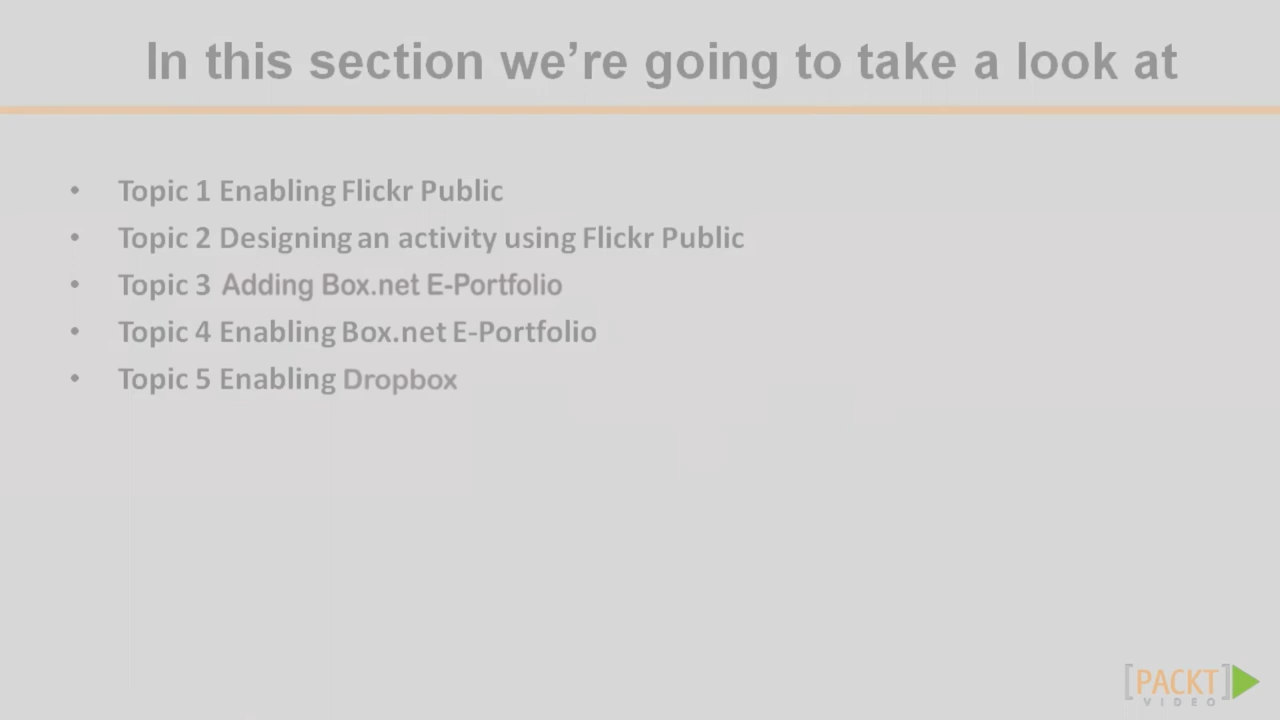 In this section we’re going to take a look at
• Topic 1 Enabling Flickr Public
• Topic 2 Designing an activity using Flickr Public
• Topic 3 Adding Box.net E-Portfolio
• Topic 4 Enabling Box.net E-Portfolio
• Topic 5 Enabling Dropbox
[PACKT]
VIDEO